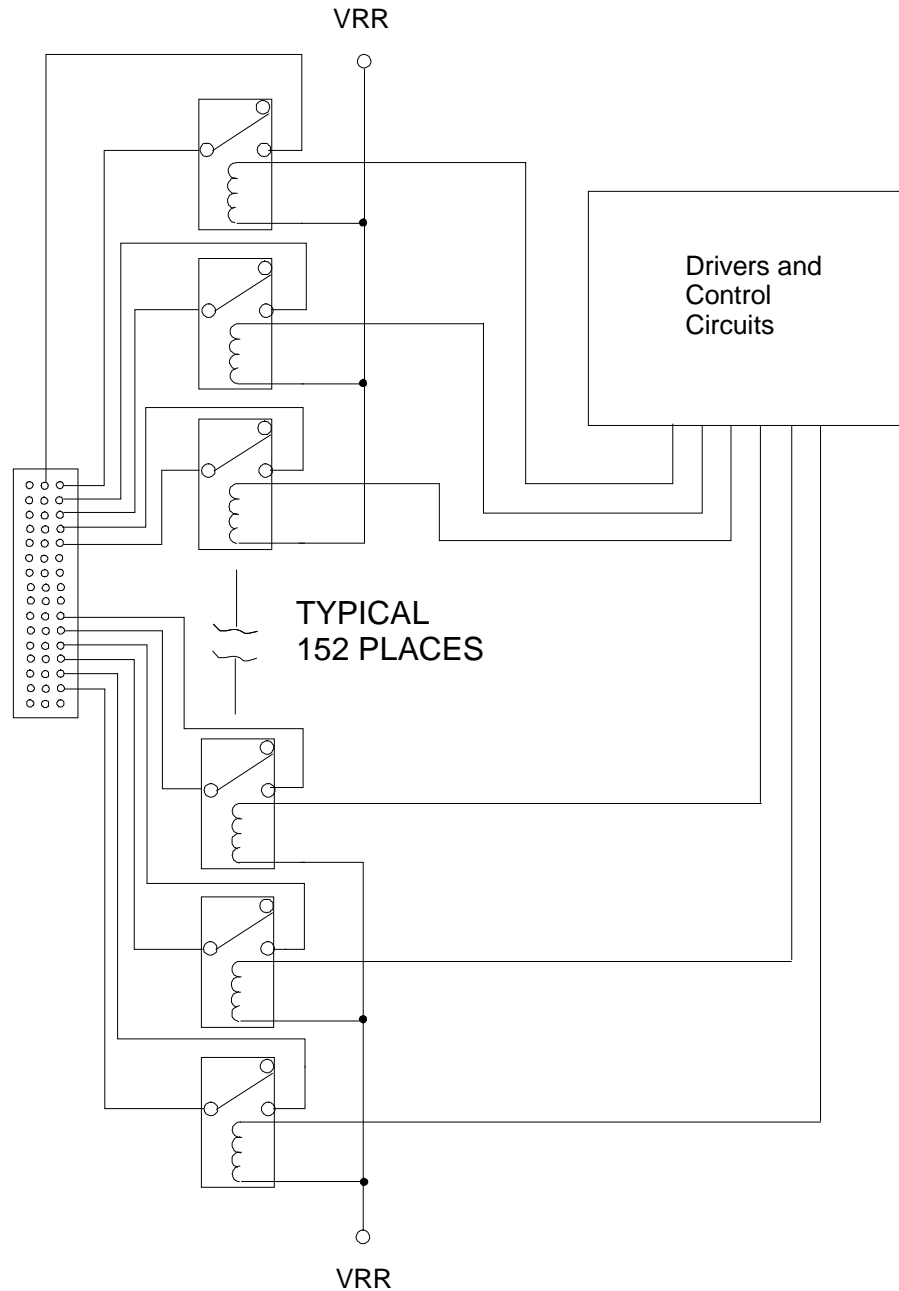 VRR
Drivers and
Control
Circuits
TYPICAL
152 PLACES
VRR